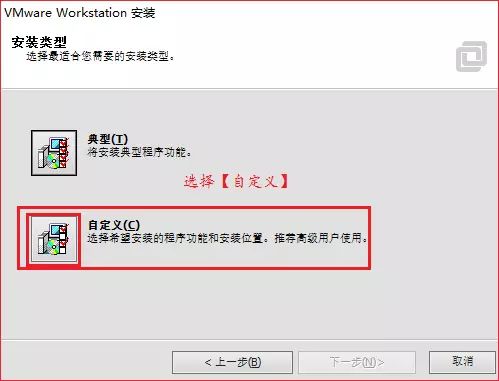 VMware Workstation 安装
安装类型
选择最适合您需要的安装类型。
典型(T)
将安装典型程序功能。
选择【自定义】
自定义(C)
选择希望安装的程序功能和安装位置。推荐高级用户使用。
< 上一步(B)
下一步(N)>
取消